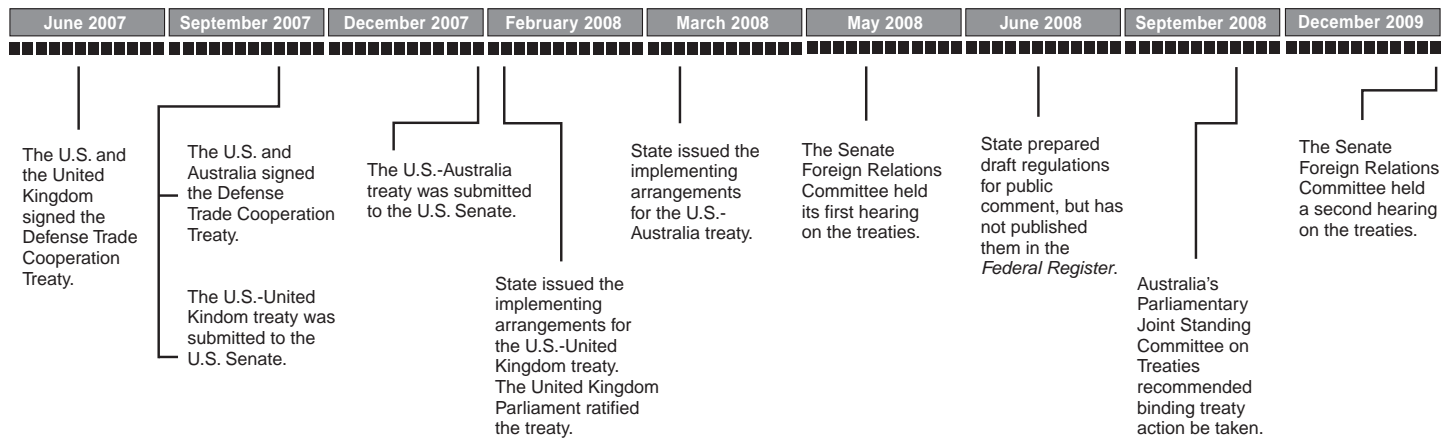 June 2007
September 2007
December 2007
February 2008
March 2008
May 2008
June 2008
September 2008
December 2009
The U.S. and
the United
Kingdom
signed the
Defense Trade
Cooperation
Treaty.
The U.S. and
Australia signed
the Defense
Trade Cooperation
Treaty.
The U.S.-United
Kindom treaty was
submitted to the
U.S. Senate.
The U.S.-Australia
treaty was submitted
to the U.S. Senate.
State issued the
implementing
arrangements for
the U.S.-United
Kingdom treaty.
The United Kingdom
Parliament ratified
the treaty.
State issued the
implementing
arrangements
for the U.S.-
Australia treaty.
The Senate
Foreign Relations
Committee held
its first hearing
on the treaties.
State prepared
draft regulations
for public
comment, but has
not published
them in the
Federal Register.
Australia's
Parliamentary
Joint Standing
Committee on
Treaties
recommended
binding treaty
action be taken.
The Senate
Foreign Relations
Committee held
a second hearing
on the treaties.